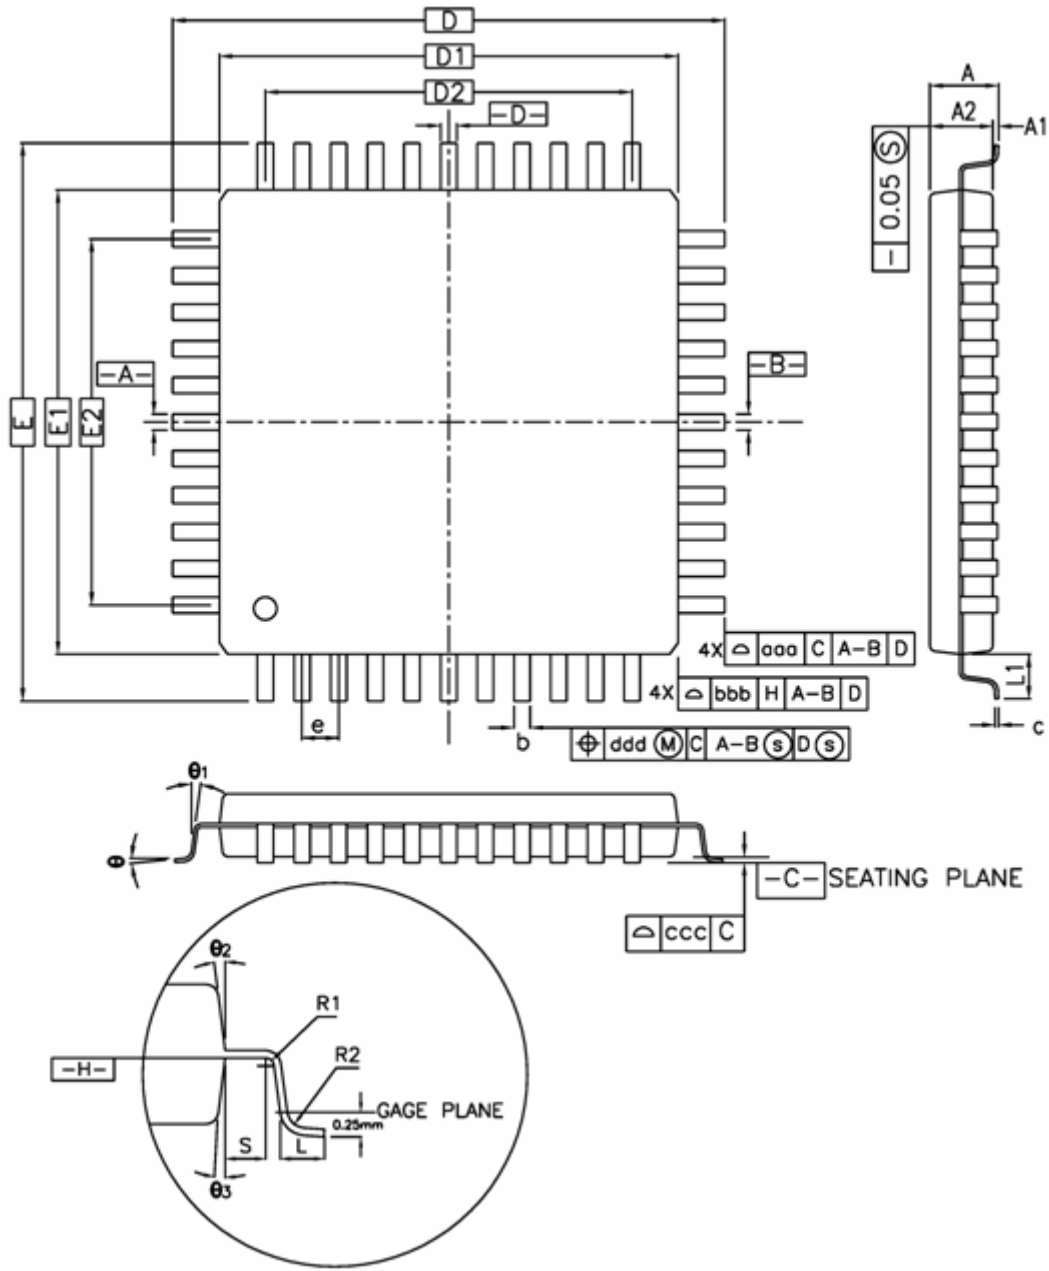 D
D1
D2
-D-
A
A2
A1
- 0.05 S
-A-
-B-
E
E1
E2
4X ⌓ aaa C A-B D
4X ⌓ bbb H A-B D
L1
e
b
⌖ ddd M C A-B s D s
c
θ1
θ
-C- SEATING PLANE
⌓ ccc C
θ2
R1
R2
-H-
GAGE PLANE
0.25mm
S
L
θ3